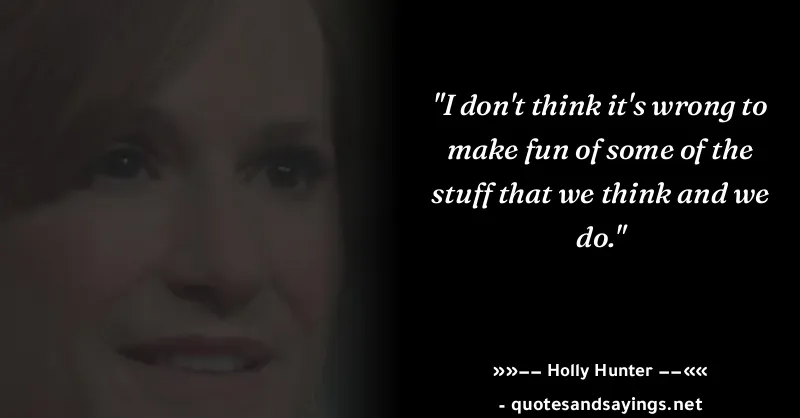 "I don't think it's wrong to
make fun of some of the
stuff that we think and we
do."
»»−− Holly Hunter −−««
- quotesandsayings.net